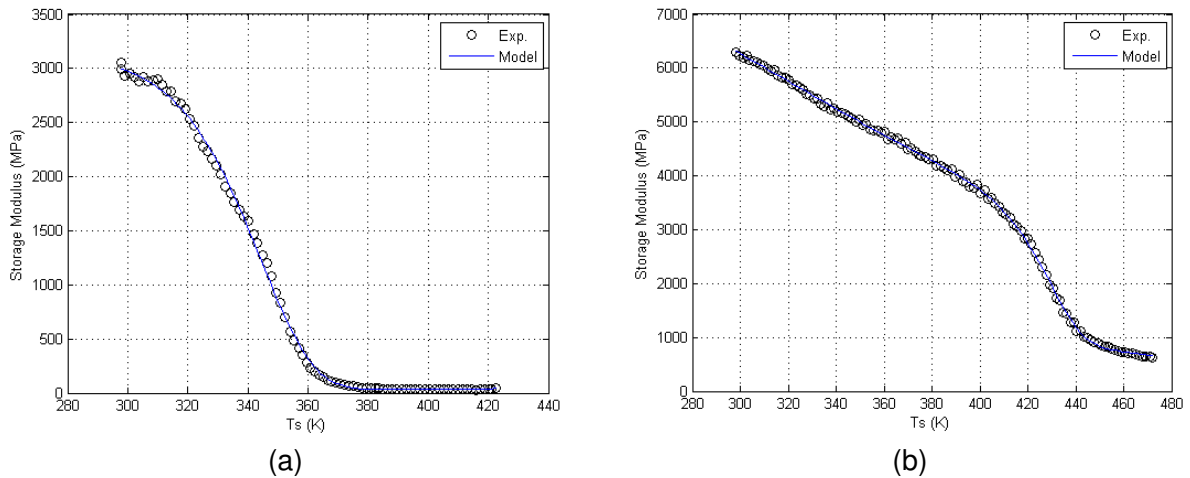 3500
3000
2500
2000
1500
1000
500
0
Storage Modulus (MPa)
280 300 320 340 360 380 400 420 440
Ts (K)
Exp.
Model
(a)
7000
6000
5000
4000
3000
2000
1000
0
Storage Modulus (MPa)
280 300 320 340 360 380 400 420 440 460 480
Ts (K)
Exp.
Model
(b)